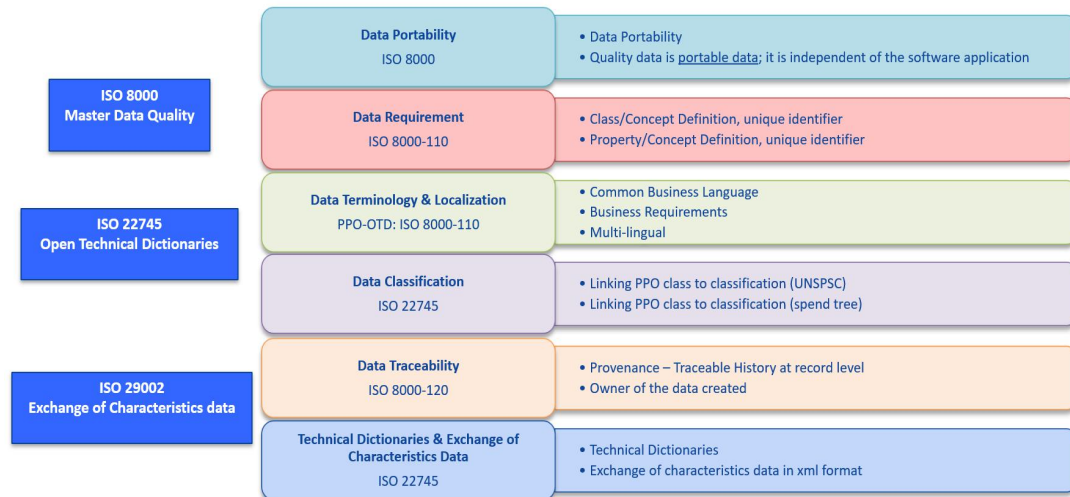 Data Portability
ISO 8000
• Data Portability
• Quality data is portable data; it is independent of the software application
ISO 8000
Master Data Quality
Data Requirement
ISO 8000-110
• Class/Concept Definition, unique identifier
• Property/Concept Definition, unique identifier
ISO 22745
Open Technical Dictionaries
Data Terminology & Localization
PPO-OTD: ISO 8000-110
• Common Business Language
• Business Requirements
• Multi-lingual
Data Classification
ISO 22745
• Linking PPO class to classification (UNSPSC)
• Linking PPO class to classification (spend tree)
ISO 29002
Exchange of Characteristics data
Data Traceability
ISO 8000-120
• Provenance – Traceable History at record level
• Owner of the data created
Technical Dictionaries & Exchange of
Characteristics Data
ISO 22745
• Technical Dictionaries
• Exchange of characteristics data in xml format